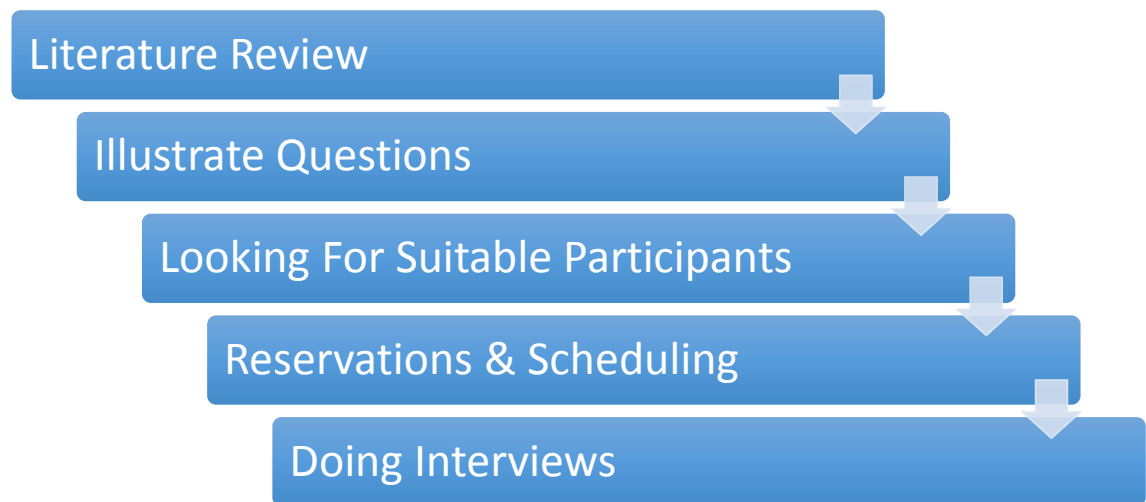 Literature Review
Illustrate Questions
Looking For Suitable Participants
Reservations & Scheduling
Doing Interviews